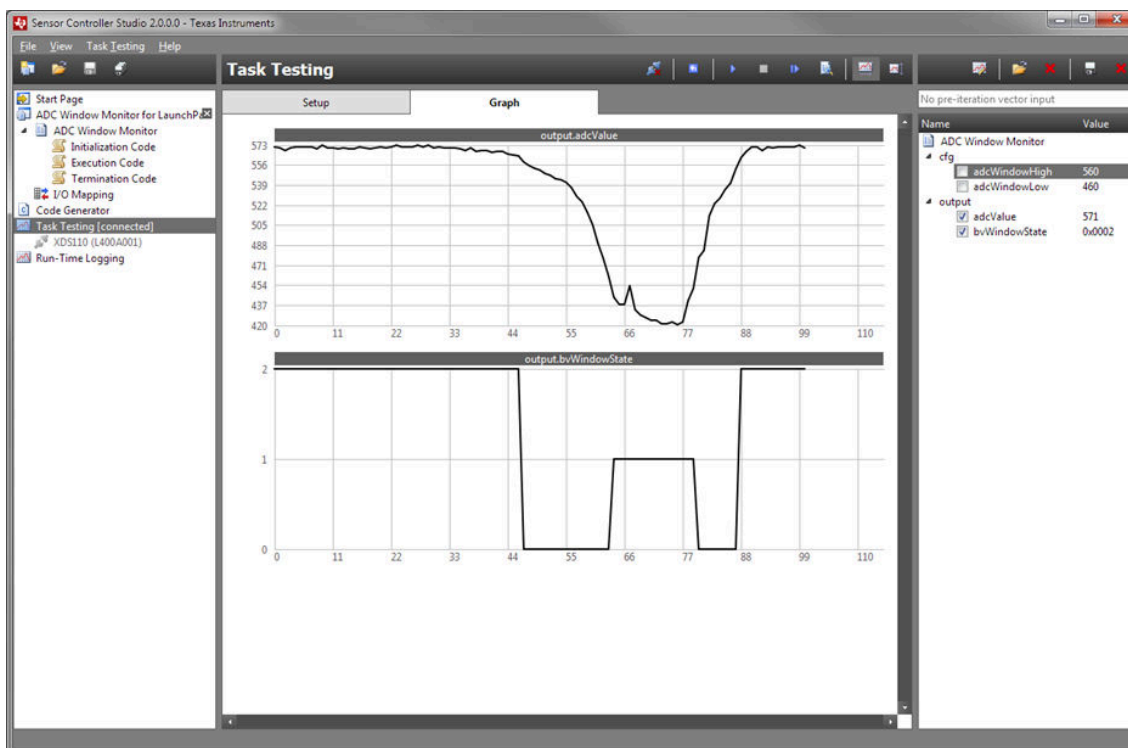 Sensor Controller Studio 2.0.0.0 - Texas Instruments
File View Task Testing Help
Task Testing
Start Page
ADC Window Monitor for LaunchPa
ADC Window Monitor
Initialization Code
Execution Code
Termination Code
I/O Mapping
Code Generator
Task Testing [connected]
XDS110 (L400A001)
Run-Time Logging
Setup Graph
output.adcValue
573
556
539
522
505
488
471
454
437
420
0 11 22 33 44 55 66 77 88 99 110
output.bvWindowState
2
1
0
0 11 22 33 44 55 66 77 88 99 110
No pre-iteration vector input
Name Value
ADC Window Monitor
cfg
adcWindowHigh 560
adcWindowLow 460
output
adcValue 571
bvWindowState 0x0002